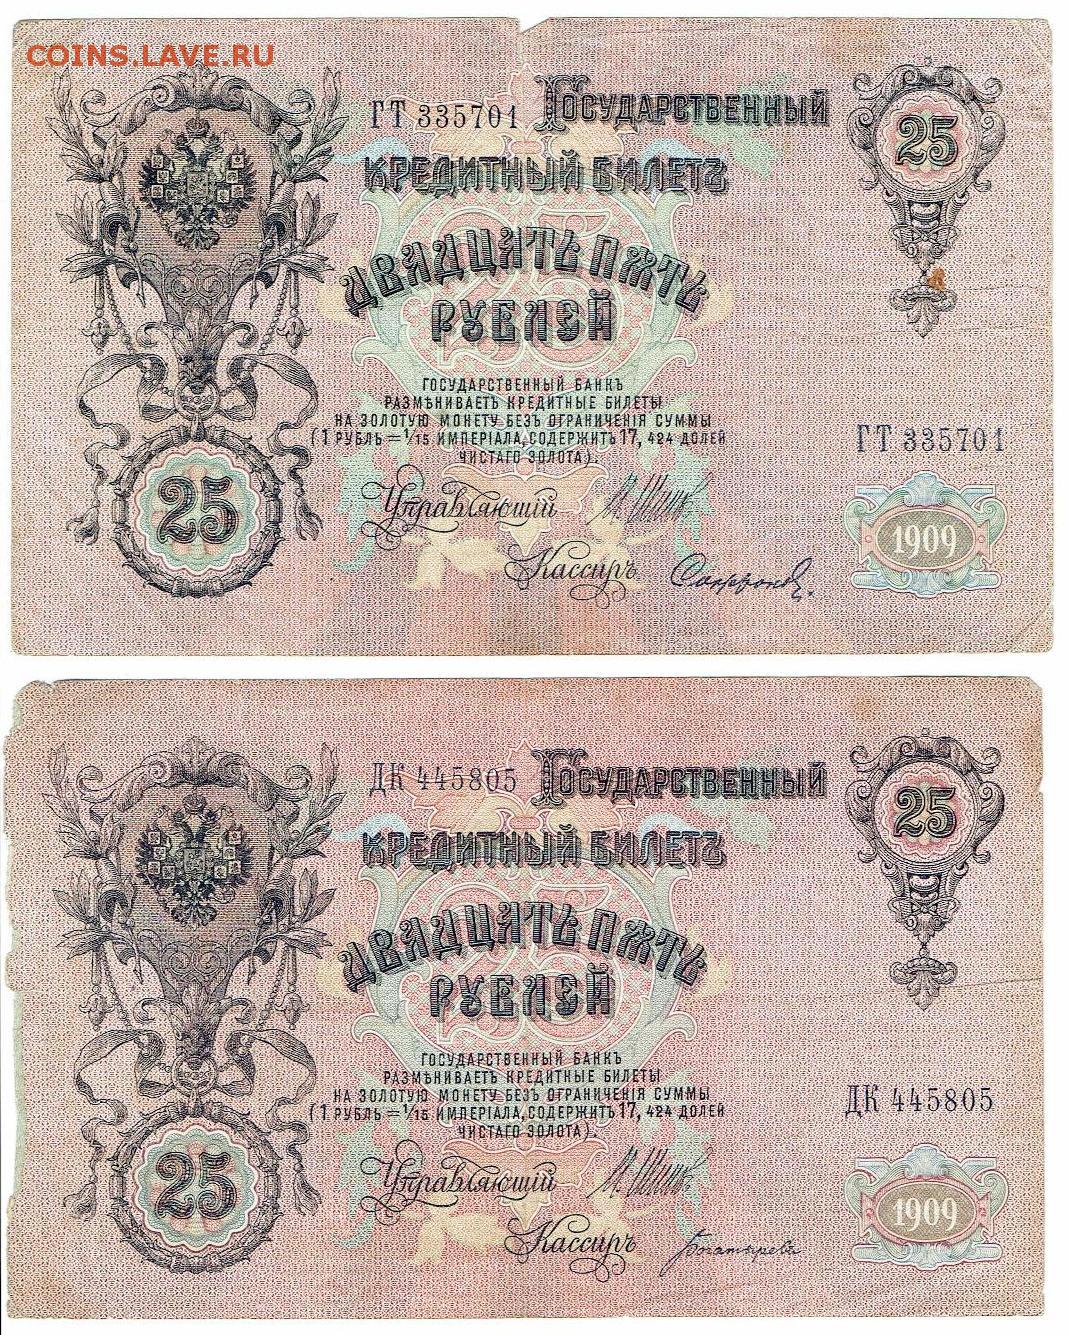 COINS.LAVE.RU
ГТ 335701 Государственный
25
Кредитный Билетъ
Двадцать пять
рублей
Государственный Банкъ
размѣниваетъ кредитные билеты
на золотую монету безъ ограниченія суммы
(1 рубль = 1/15 имперіала, содержитъ 17, 424 долей
чистаго золота).
ГТ 335701
25
Управляющій И. Шипов
1909
Кассиръ Сафронов
ДК 445805 Государственный
25
Кредитный Билетъ
Двадцать пять
рублей
Государственный Банкъ
размѣниваетъ кредитные билеты
на золотую монету безъ ограниченія суммы
(1 рубль = 1/15 имперіала, содержитъ 17, 424 долей
чистаго золота).
ДК 445805
25
Управляющій И. Шипов
1909
Кассиръ Богатыревъ